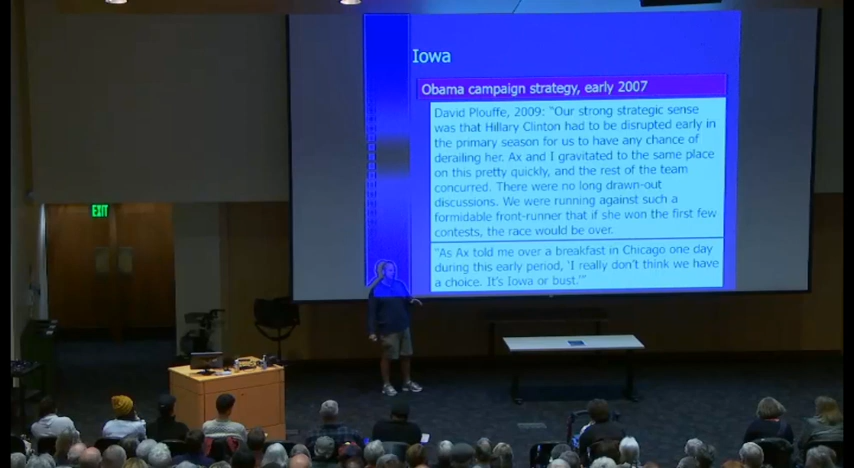 Iowa
Obama campaign strategy, early 2007
David Plouffe, 2009: "Our strong strategic sense
was that Hillary Clinton had to be disrupted early in
the primary season for us to have any chance of
derailing her. Ax and I gravitated to the same place
on this pretty quickly, and the rest of the team
concurred. There were no long drawn-out
discussions. We were running against such a
formidable front-runner that if she won the first few
contests, the race would be over.
"As Ax told me over a breakfast in Chicago one day
during this early period, 'I really don't think we have
a choice. It's Iowa or bust.'"
EXIT